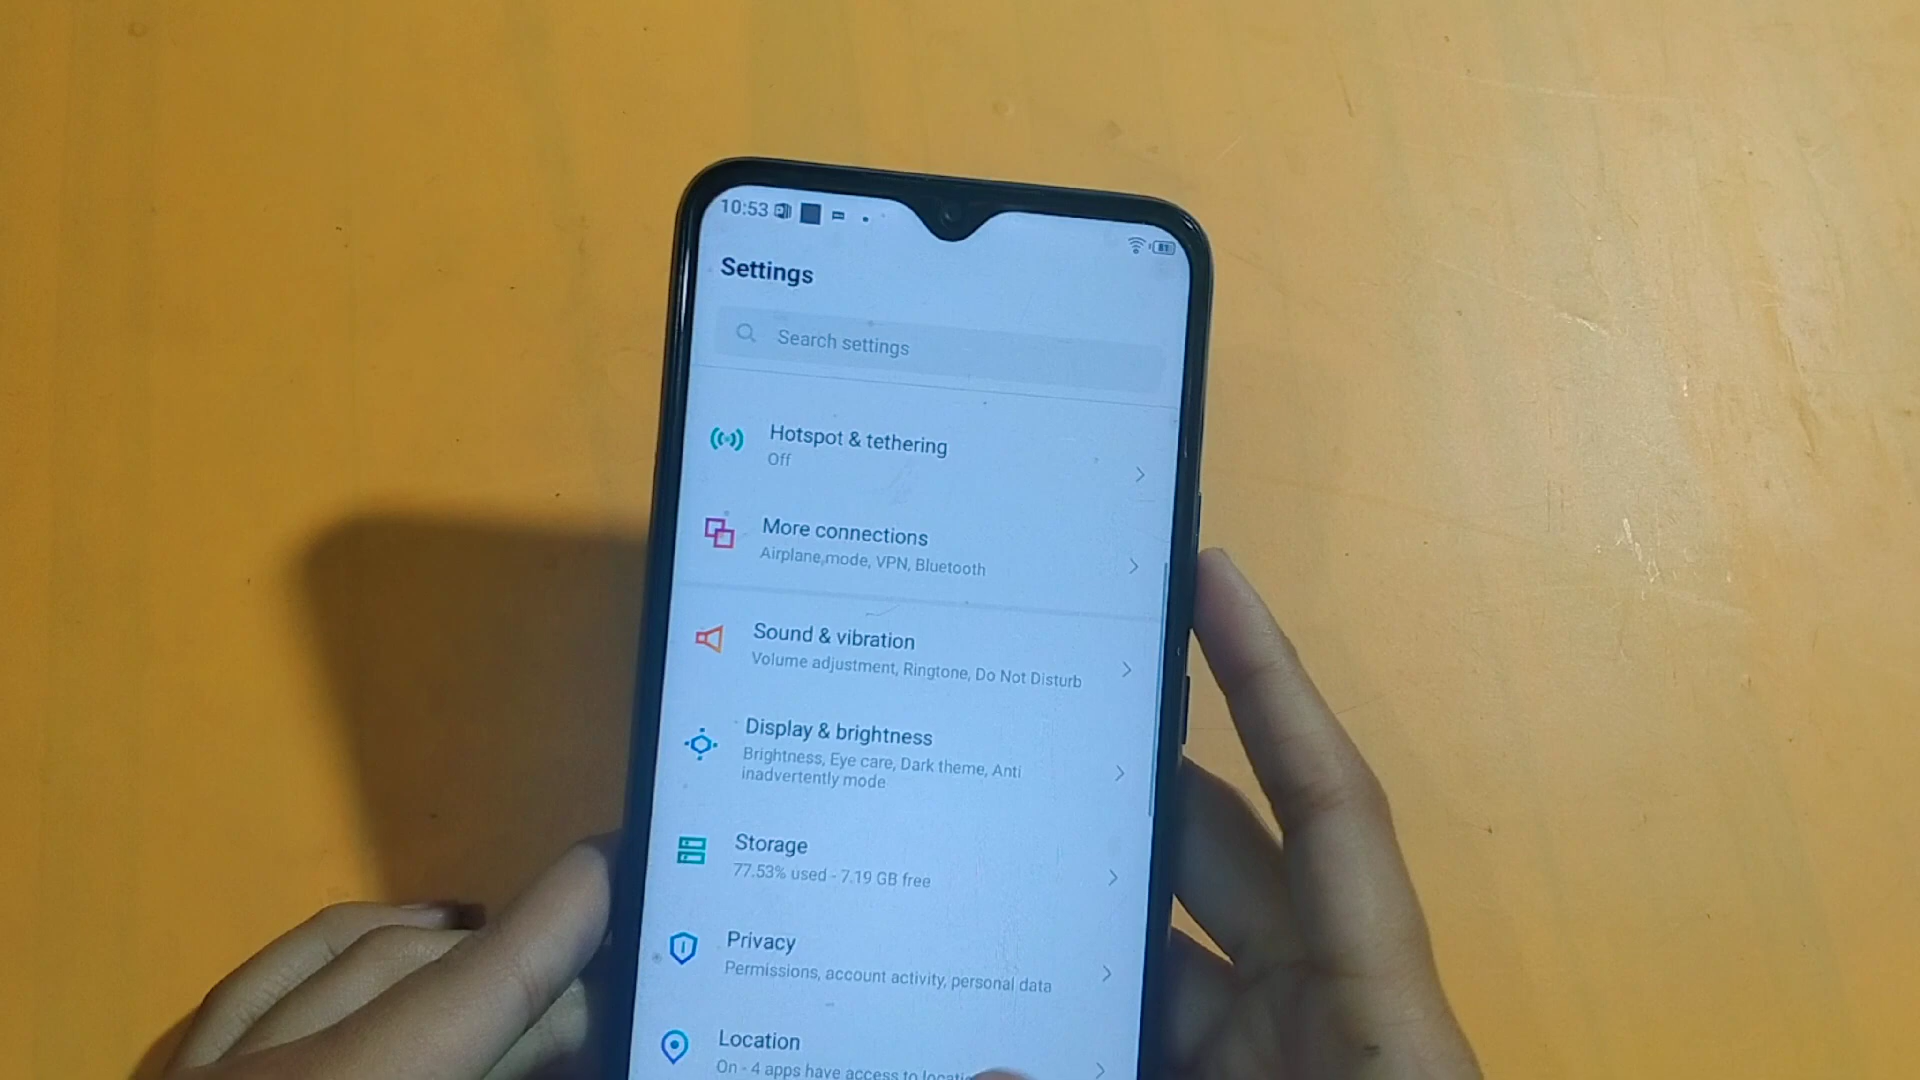 10:53
81
Settings
Search settings
Hotspot & tethering
Off
More connections
Airplane mode, VPN, Bluetooth
Sound & vibration
Volume adjustment, Ringtone, Do Not Disturb
Display & brightness
Brightness, Eye care, Dark theme, Anti
inadvertently mode
Storage
77.53% used - 7.19 GB free
Privacy
Permissions, account activity, personal data
Location
On - 4 apps have access to